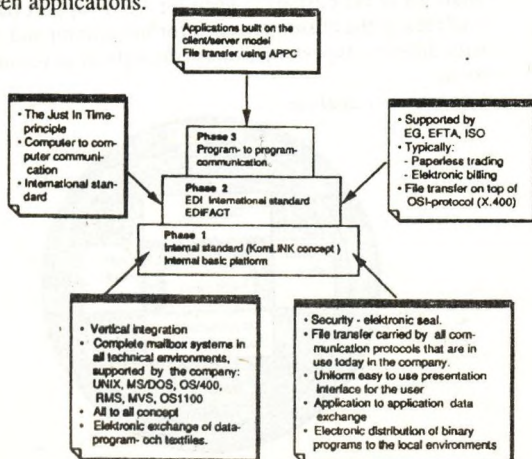 een applications.
Applications built on the
client/server model
File transfer using APPC
• The Just In Time-
principle
• Computer to com-
puter communi-
cation
• International stan-
dard
Phase 3
Program- to program-
communication.
• Supported by
EG, EFTA, ISO
• Typically:
- Paperless trading
- Elektronic billing
• File transfer on top of
OSI-protocol (X.400)
Phase 2
EDI International standard
EDIFACT
Phase 1
Internal standard (KomLINK concept )
Internal basic platform
• Vertical integration
• Complete mailbox systems in
all technical environments,
supported by the company:
UNIX, MS/DOS, OS/400,
RMS, MVS, OS1100
• All to all concept
• Elektronic exchange of data-
program- och textfiles.
• Security - elektronic seal.
• File transfer carried by all com-
munication protocols that are in
use today in the company.
• Uniform easy to use presentation
interface for the user
• Application to application data
exchange
• Electronic distribution of binary
programs to the local environments